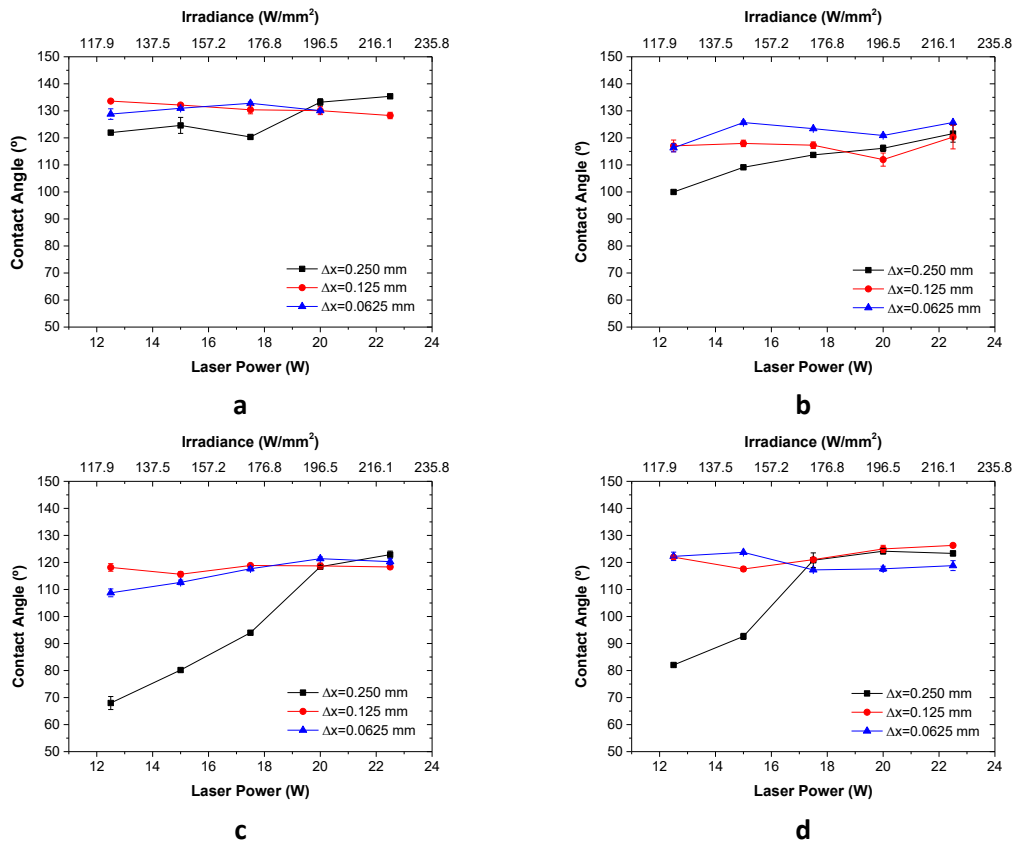 Irradiance (W/mm²)
117.9 137.5 157.2 176.8 196.5 216.1 235.8
150
140
130
120
110
100
90
80
70
60
50
Contact Angle (º)
Δx=0.250 mm
Δx=0.125 mm
Δx=0.0625 mm
12 14 16 18 20 22 24
Laser Power (W)
a
Irradiance (W/mm²)
117.9 137.5 157.2 176.8 196.5 216.1 235.8
150
140
130
120
110
100
90
80
70
60
50
Contact Angle (º)
Δx=0.250 mm
Δx=0.125 mm
Δx=0.0625 mm
12 14 16 18 20 22 24
Laser Power (W)
b
Irradiance (W/mm²)
117.9 137.5 157.2 176.8 196.5 216.1 235.8
150
140
130
120
110
100
90
80
70
60
50
Contact Angle (º)
Δx=0.250 mm
Δx=0.125 mm
Δx=0.0625 mm
12 14 16 18 20 22 24
Laser Power (W)
c
Irradiance (W/mm²)
117.9 137.5 157.2 176.8 196.5 216.1 235.8
150
140
130
120
110
100
90
80
70
60
50
Contact Angle (º)
Δx=0.250 mm
Δx=0.125 mm
Δx=0.0625 mm
12 14 16 18 20 22 24
Laser Power (W)
d